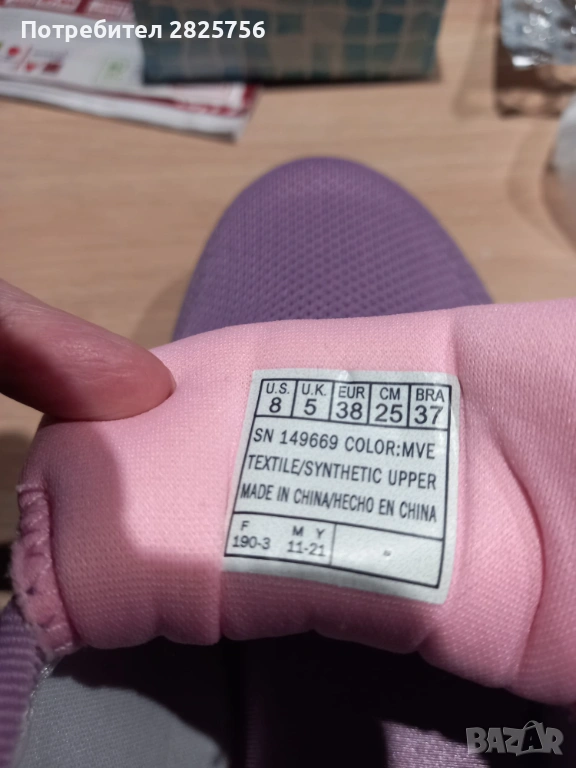 Потребител 2825756
U.S. U.K. EUR CM BRA
8 5 38 25 37
SN 149669 COLOR:MVE
TEXTILE/SYNTHETIC UPPER
MADE IN CHINA/HECHO EN CHINA
F M Y
190-3 11-21
BAZAR